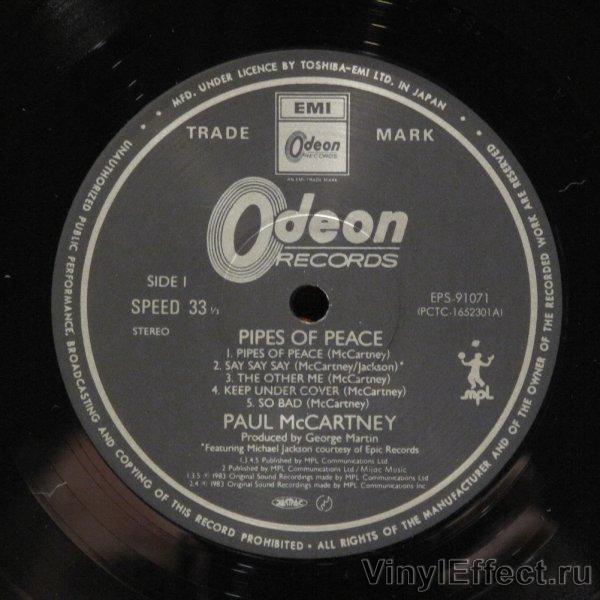 MFD. UNDER LICENCE BY TOSHIBA-EMI LTD. IN JAPAN
EMI
Odeon
RECORDS
AN EMI TRADE MARK
TRADE MARK
Odeon
RECORDS
SIDE 1
SPEED 33 ⅓
STEREO
EPS-91071
(PCTC-1652301A)
PIPES OF PEACE
1. PIPES OF PEACE (McCartney)
2. SAY SAY SAY (McCartney/Jackson)*
3. THE OTHER ME (McCartney)
4. KEEP UNDER COVER (McCartney)
5. SO BAD (McCartney)
mpl
PAUL McCARTNEY
Produced by George Martin
*Featuring Michael Jackson courtesy of Epic Records
1,3,4,5 Published by MPL Communications Ltd
2 Published by MPL Communications Ltd / Mijac Music
1,3,5 ℗ 1983 Original Sound Recordings made by MPL Communications Ltd
2,4 ℗ 1983 Original Sound Recordings made by MPL Communications Inc
UNAUTHORIZED PUBLIC PERFORMANCE, BROADCASTING AND COPYING OF THIS RECORD PROHIBITED • ALL RIGHTS OF THE MANUFACTURER AND OF THE OWNER OF THE RECORDED WORK ARE RESERVED
VinylEffect.ru